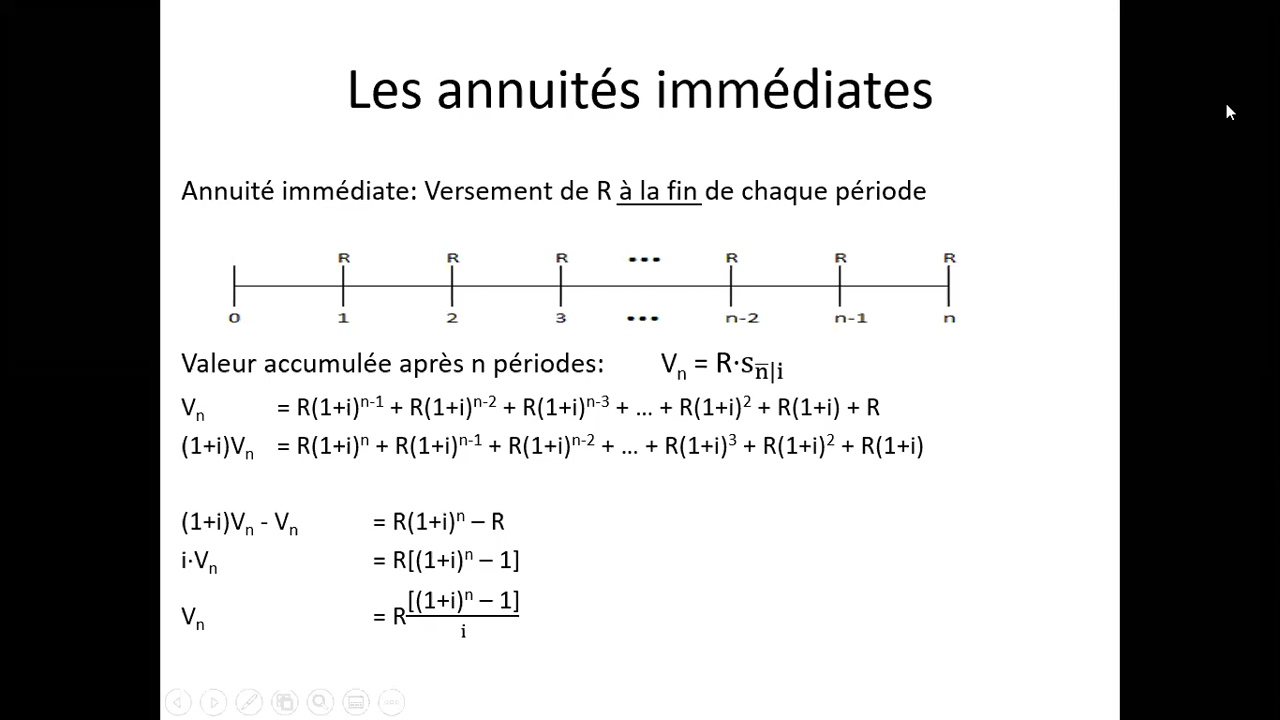 Les annuités immédiates
Annuité immédiate: Versement de R à la fin de chaque période
R R R ••• R R R
0 1 2 3 ••• n-2 n-1 n
Valeur accumulée après n périodes: Vₙ = R·s n̅|i
Vₙ = R(1+i)ⁿ⁻¹ + R(1+i)ⁿ⁻² + R(1+i)ⁿ⁻³ + ... + R(1+i)² + R(1+i) + R
(1+i)Vₙ = R(1+i)ⁿ + R(1+i)ⁿ⁻¹ + R(1+i)ⁿ⁻² + ... + R(1+i)³ + R(1+i)² + R(1+i)
(1+i)Vₙ - Vₙ = R(1+i)ⁿ – R
i·Vₙ = R[(1+i)ⁿ – 1]
Vₙ = R [(1+i)ⁿ – 1] / i